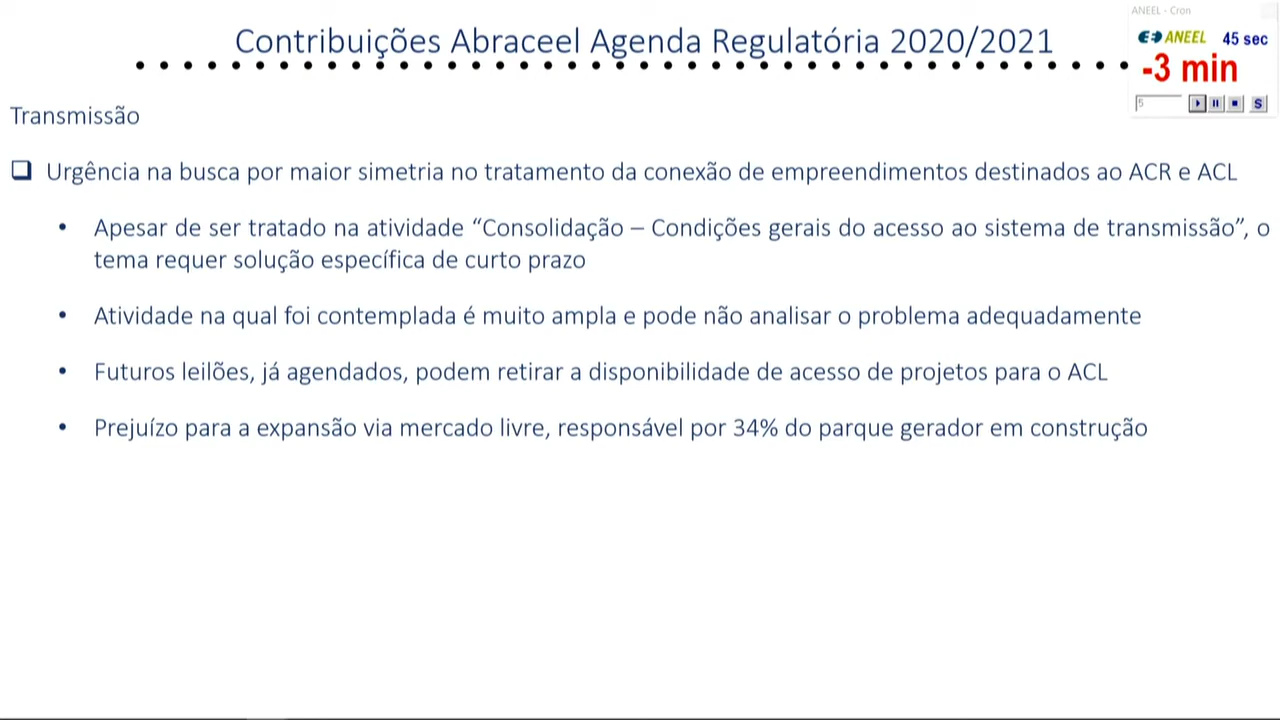 ANEEL - Cron
Contribuições Abraceel Agenda Regulatória 2020/2021
ANEEL 45 sec
-3 min
5
S
Transmissão
Urgência na busca por maior simetria no tratamento da conexão de empreendimentos destinados ao ACR e ACL
• Apesar de ser tratado na atividade “Consolidação – Condições gerais do acesso ao sistema de transmissão”, o
tema requer solução específica de curto prazo
• Atividade na qual foi contemplada é muito ampla e pode não analisar o problema adequadamente
• Futuros leilões, já agendados, podem retirar a disponibilidade de acesso de projetos para o ACL
• Prejuízo para a expansão via mercado livre, responsável por 34% do parque gerador em construção